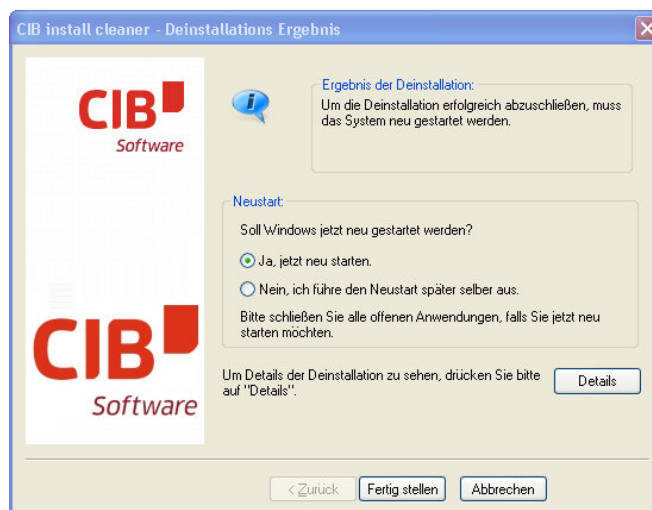 CIB install cleaner - Deinstallations Ergebnis
CIB
Software
Ergebnis der Deinstallation:
Um die Deinstallation erfolgreich abzuschließen, muss
das System neu gestartet werden.
Neustart:
Soll Windows jetzt neu gestartet werden?
Ja, jetzt neu starten.
Nein, ich führe den Neustart später selber aus.
Bitte schließen Sie alle offenen Anwendungen, falls Sie jetzt neu
starten möchten.
CIB
Software
Um Details der Deinstallation zu sehen, drücken Sie bitte
auf "Details".
Details
< Zurück
Fertig stellen
Abbrechen